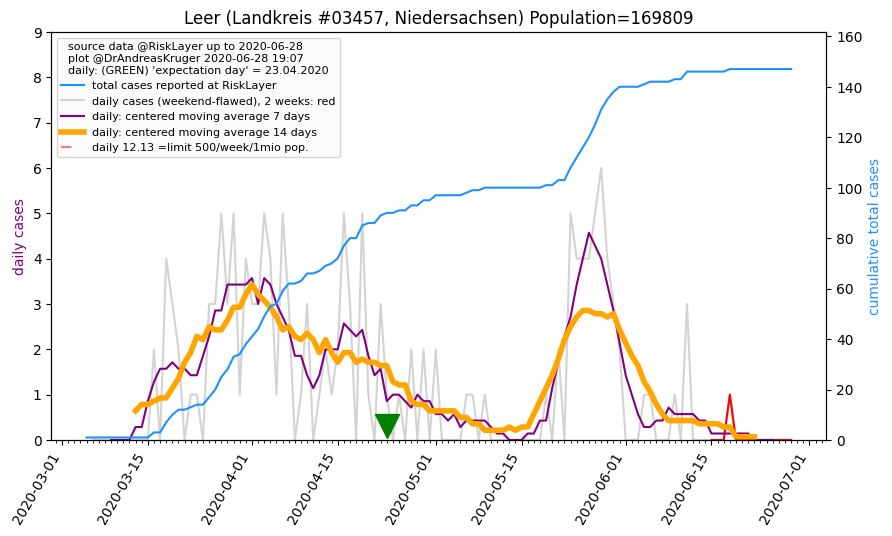 Leer (Landkreis #03457, Niedersachsen) Population=169809
source data @RiskLayer up to 2020-06-28
plot @DrAndreasKruger 2020-06-28 19:07
daily: (GREEN) 'expectation day' = 23.04.2020
total cases reported at RiskLayer
daily cases (weekend-flawed), 2 weeks: red
daily: centered moving average 7 days
daily: centered moving average 14 days
daily 12.13 =limit 500/week/1mio pop.
daily cases
9
8
7
6
5
4
3
2
1
0
160
140
120
100
80
60
40
20
0
cumulative total cases
2020-03-01
2020-03-15
2020-04-01
2020-04-15
2020-05-01
2020-05-15
2020-06-01
2020-06-15
2020-07-01